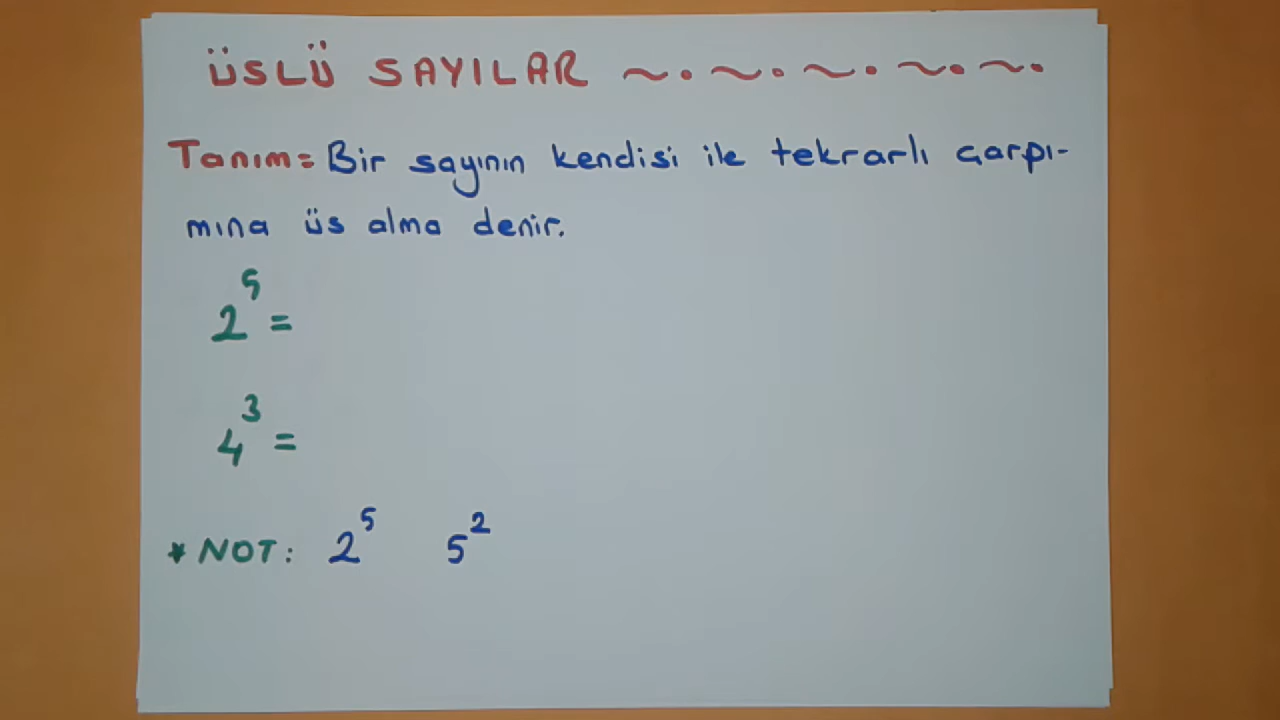 ÜSLÜ SAYILAR ~.~.~.~.~.
Tanım= Bir sayının kendisi ile tekrarlı çarpı-
mına üs alma denir.
2⁵ =
4³ =
* NOT: 2⁵ 5²